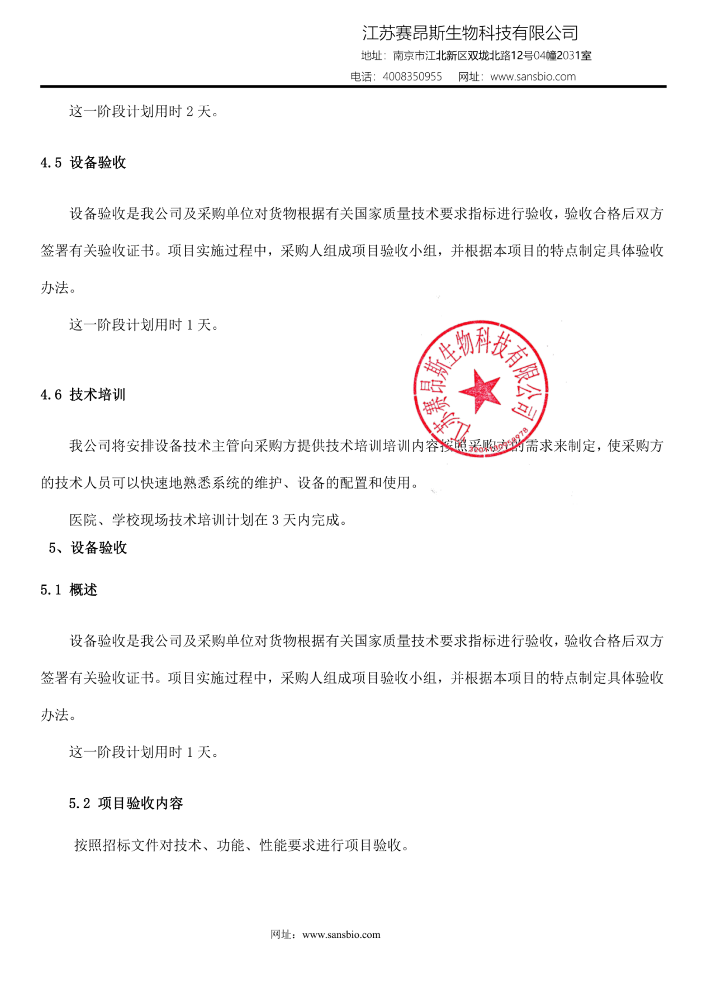 江苏赛昂斯生物科技有限公司
地址：南京市江北新区双垅北路12号04幢2031室
电话：4008350955 网址：www.sansbio.com
这一阶段计划用时 2 天。
4.5 设备验收
设备验收是我公司及采购单位对货物根据有关国家质量技术要求指标进行验收，验收合格后双方
签署有关验收证书。项目实施过程中，采购人组成项目验收小组，并根据本项目的特点制定具体验收
办法。
这一阶段计划用时 1 天。
江苏赛昂斯生物科技有限公司
4.6 技术培训
我公司将安排设备技术主管向采购方提供技术培训培训内容按照采购方的需求来制定，使采购方
的技术人员可以快速地熟悉系统的维护、设备的配置和使用。
医院、学校现场技术培训计划在 3 天内完成。
5、设备验收
5.1 概述
设备验收是我公司及采购单位对货物根据有关国家质量技术要求指标进行验收，验收合格后双方
签署有关验收证书。项目实施过程中，采购人组成项目验收小组，并根据本项目的特点制定具体验收
办法。
这一阶段计划用时 1 天。
5.2 项目验收内容
按照招标文件对技术、功能、性能要求进行项目验收。
网址：www.sansbio.com